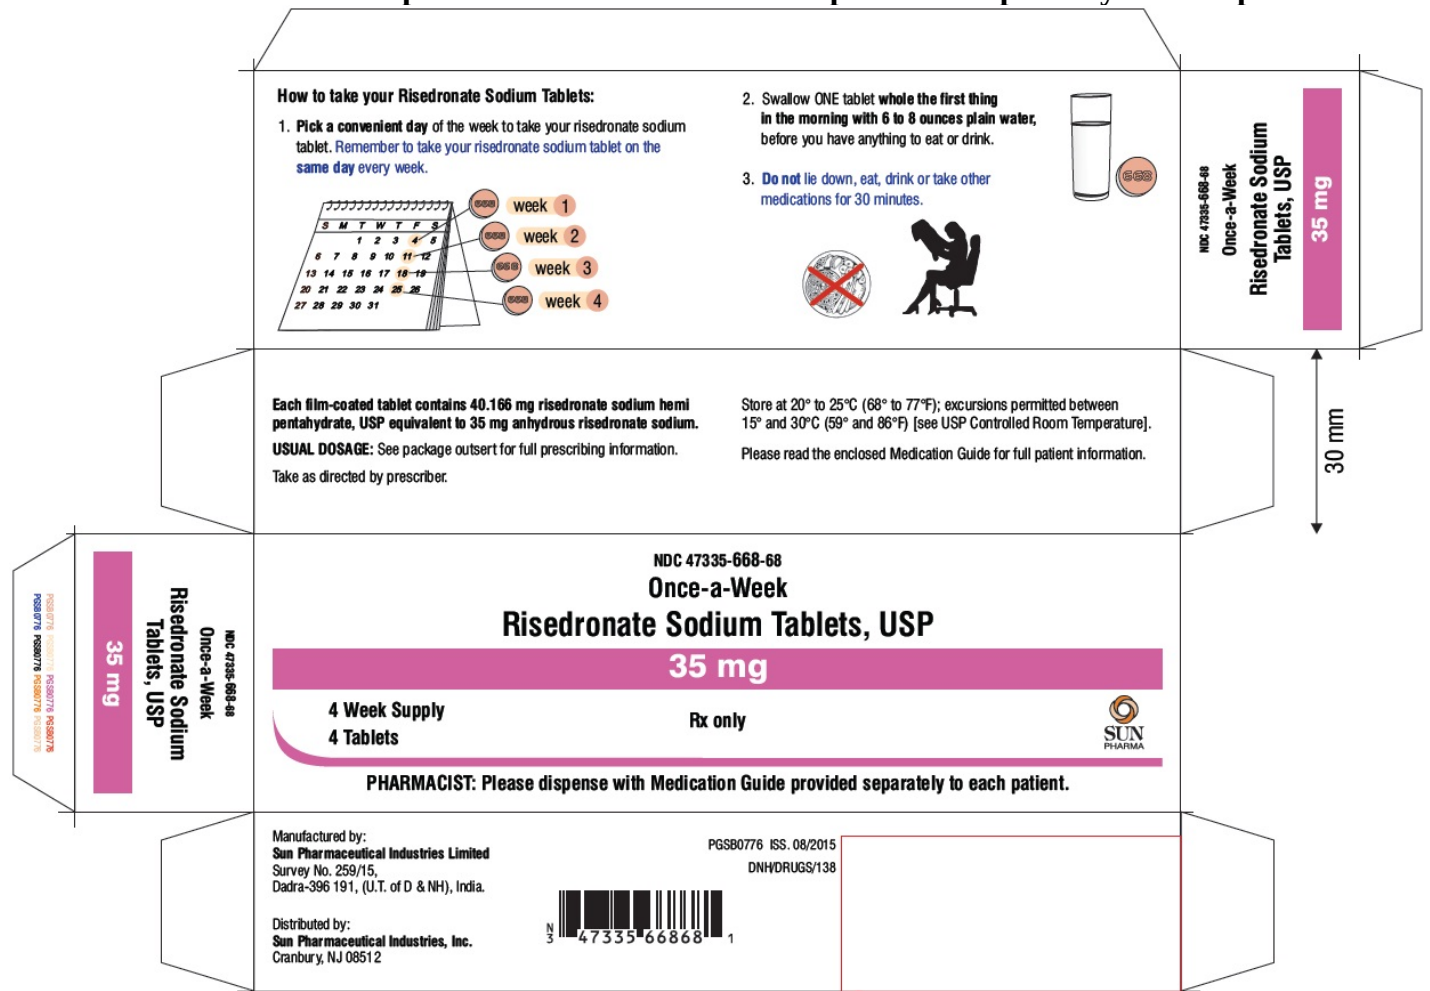 How to take your Risedronate Sodium Tablets:
1. Pick a convenient day of the week to take your risedronate sodium
tablet. Remember to take your risedronate sodium tablet on the
same day every week.
S M T W T F S
1 2 3 4 5
6 7 8 9 10 11 12
13 14 15 16 17 18 19
20 21 22 23 24 25 26
27 28 29 30 31
668 week 1
668 week 2
668 week 3
668 week 4
2. Swallow ONE tablet whole the first thing
in the morning with 6 to 8 ounces plain water,
before you have anything to eat or drink.
668
3. Do not lie down, eat, drink or take other
medications for 30 minutes.
NDC 47335-668-68
Once-a-Week
Risedronate Sodium
Tablets, USP
35 mg
Each film-coated tablet contains 40.166 mg risedronate sodium hemi
pentahydrate, USP equivalent to 35 mg anhydrous risedronate sodium.
USUAL DOSAGE: See package outsert for full prescribing information.
Take as directed by prescriber.
Store at 20° to 25°C (68° to 77°F); excursions permitted between
15° and 30°C (59° and 86°F) [see USP Controlled Room Temperature].
Please read the enclosed Medication Guide for full patient information.
30 mm
NDC 47335-668-68
Once-a-Week
Risedronate Sodium
Tablets, USP
35 mg
PGSB0776 PGSB0776 PGSB0776 PGSB0776
PGSB0776 PGSB0776 PGSB0776 PGSB0776
NDC 47335-668-68
Once-a-Week
Risedronate Sodium Tablets, USP
35 mg
4 Week Supply
4 Tablets
Rx only
SUN
PHARMA
PHARMACIST: Please dispense with Medication Guide provided separately to each patient.
Manufactured by:
Sun Pharmaceutical Industries Limited
Survey No. 259/15,
Dadra-396 191, (U.T. of D & NH), India.
Distributed by:
Sun Pharmaceutical Industries, Inc.
Cranbury, NJ 08512
PGSB0776 ISS. 08/2015
DNH/DRUGS/138
N
3 47335 66868 1